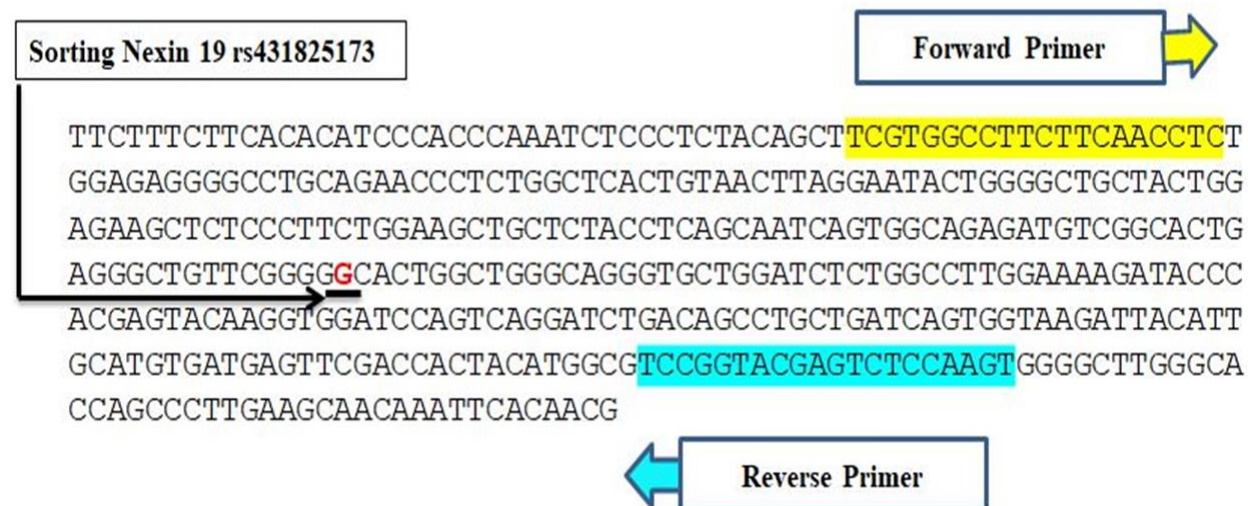 Sorting Nexin 19 rs431825173
Forward Primer
TTCTTTCTTCACACATCCCACCCAAATCTCCCTCTACAGCTTCGTGGCCTTCTTCAACCTCT
GGAGAGGGGCCTGCAGAACCCTCTGGCTCACTGTAACTTAGGAATACTGGGGCTGCTACTGG
AGAAGCTCTCCCTTCTGGAAGCTGCTCTACCTCAGCAATCAGTGGCAGAGATGTCGGCACTG
AGGGCTGTTCGGGGGCACTGGCTGGGCAGGGTGCTGGATCTCTGGCCTTGGAAAAGATACCC
ACGAGTACAAGGTGGATCCAGTCAGGATCTGACAGCCTGCTGATCAGTGGTAAGATTACATT
GCATGTGATGAGTTCGACCACTACATGGCGTCCGGTACGAGTCTCCAAGTGGGGCTTGGGCA
CCAGCCCTTGAAGCAACAAATTCACAACG
Reverse Primer